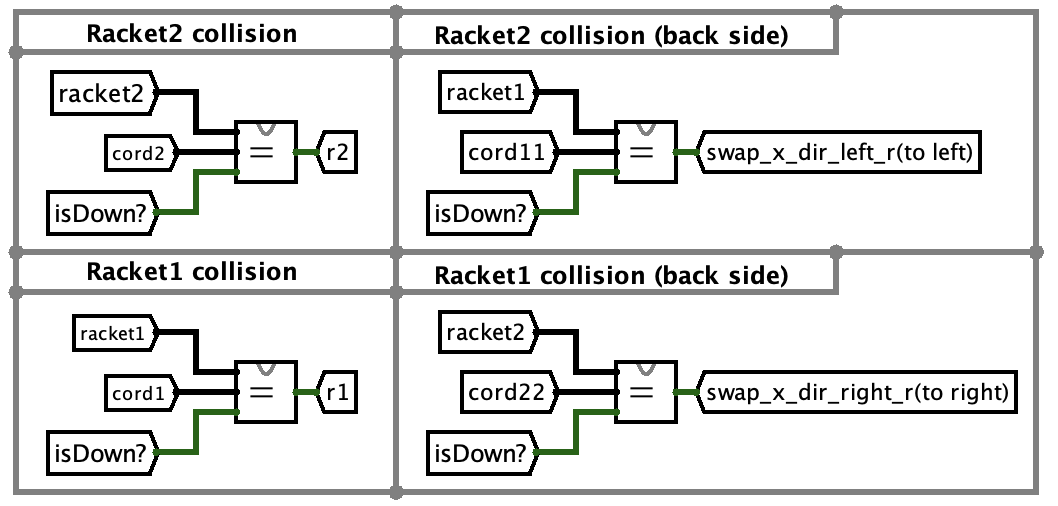 Racket2 collision
racket2
cord2
=
r2
isDown?
Racket2 collision (back side)
racket1
cord11
=
swap_x_dir_left_r(to left)
isDown?
Racket1 collision
racket1
cord1
=
r1
isDown?
Racket1 collision (back side)
racket2
cord22
=
swap_x_dir_right_r(to right)
isDown?